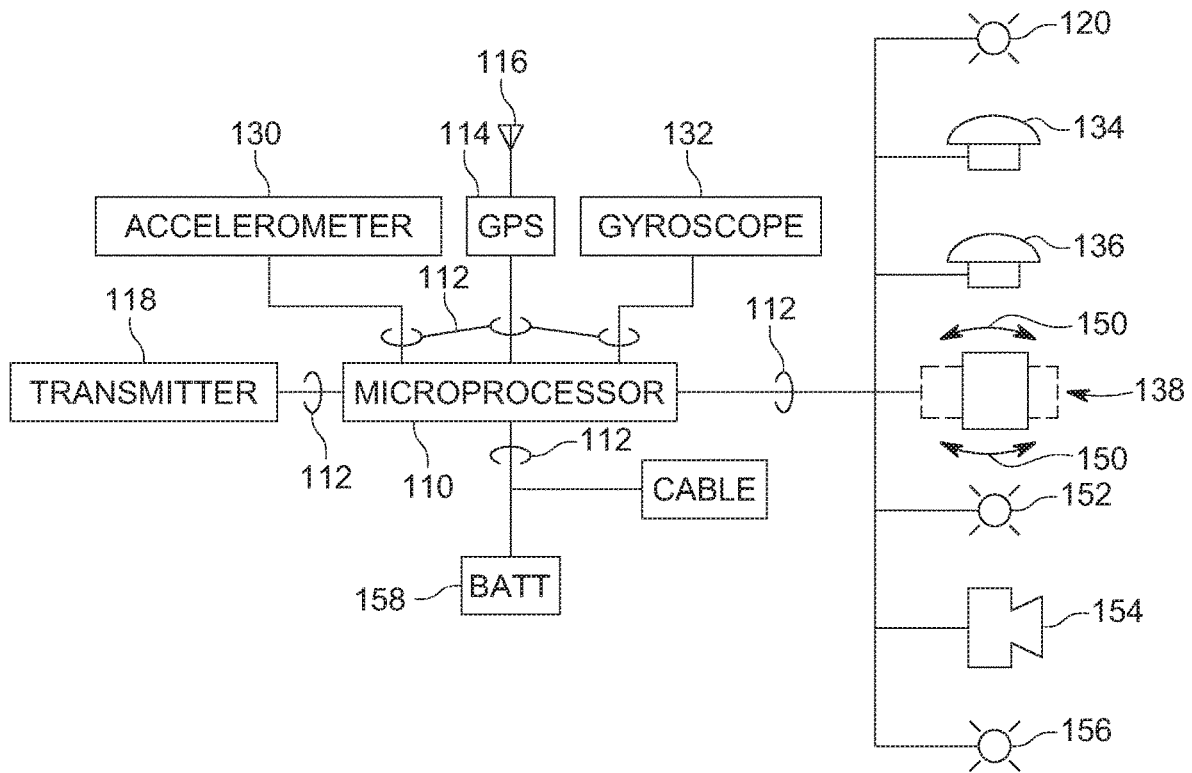 120
116
130
114
132
134
ACCELEROMETER
GPS
GYROSCOPE
136
118
112
112
150
TRANSMITTER
MICROPROCESSOR
138
112
110
112
150
CABLE
152
158
BATT
154
156